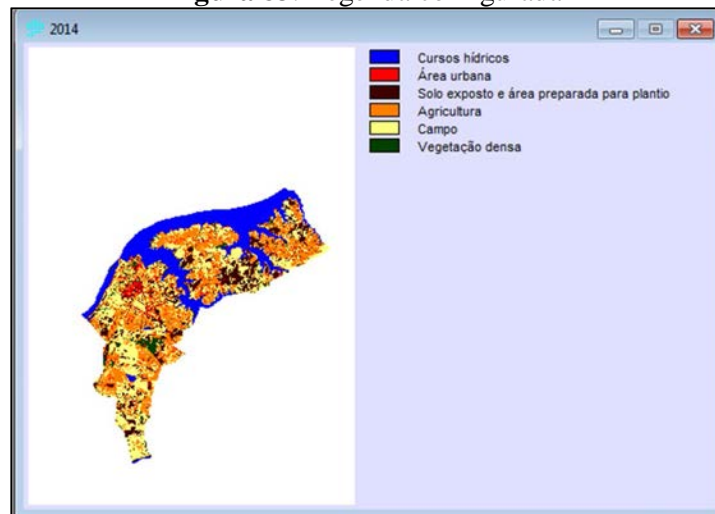 2014
Cursos hídricos
Área urbana
Solo exposto e área preparada para plantio
Agricultura
Campo
Vegetação densa